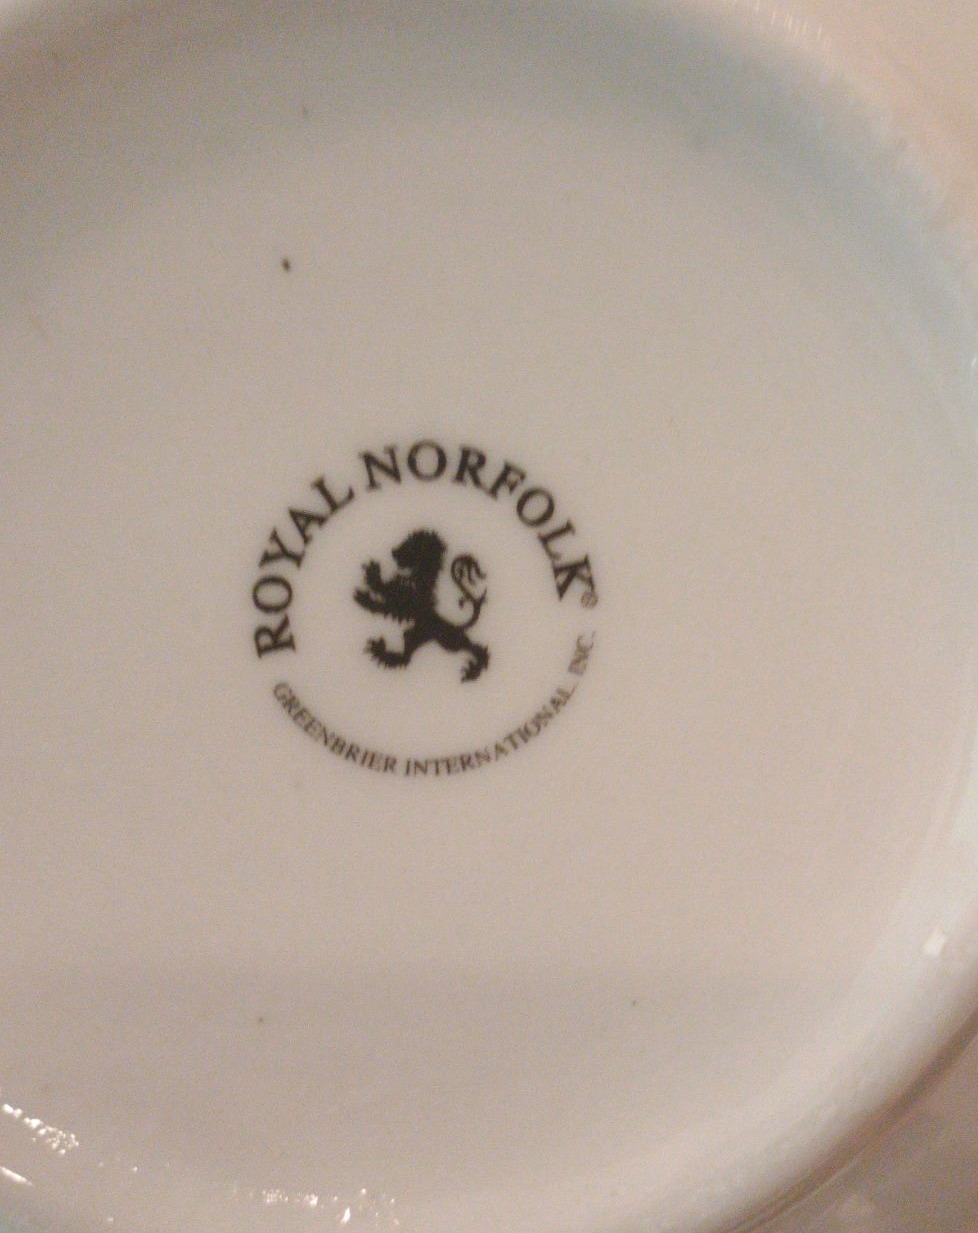 ROYAL NORFOLK®
GREENBRIER INTERNATIONAL, INC.